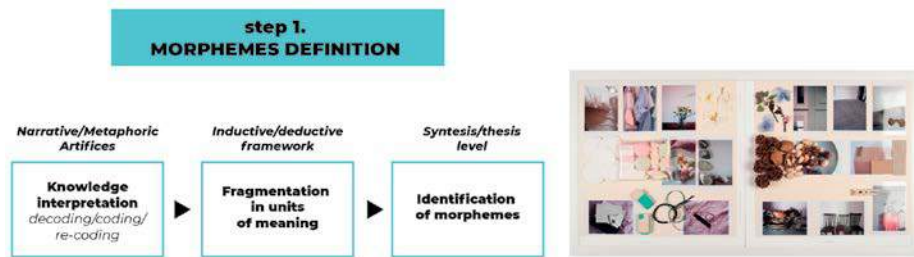 step 1.
MORPHEMES DEFINITION
Narrative/Metaphoric
Artifices
Knowledge
interpretation
decoding/coding/
re-coding
Inductive/deductive
framework
Fragmentation
in units
of meaning
Syntesis/thesis
level
Identification
of morphemes